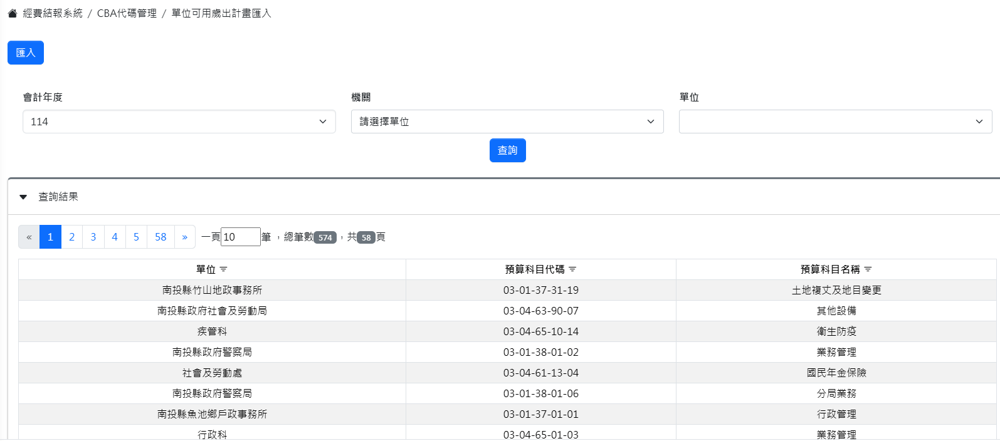 經費結報系統 / CBA代碼管理 / 單位可用歲出計畫匯入
匯入
會計年度 機關 單位
114 請選擇單位
查詢
查詢結果
« 1 2 3 4 5 58 » 一頁10筆，總筆數574，共58頁
單位 預算科目代碼 預算科目名稱
南投縣竹山地政事務所 03-01-37-31-19 土地複丈及地目變更
南投縣政府社會及勞動局 03-04-63-90-07 其他設備
疾管科 03-04-65-10-14 衛生防疫
南投縣政府警察局 03-01-38-01-02 業務管理
社會及勞動處 03-04-61-13-04 國民年金保險
南投縣政府警察局 03-01-38-01-06 分局業務
南投縣魚池鄉戶政事務所 03-01-37-01-01 行政管理
行政科 03-04-65-01-03 業務管理